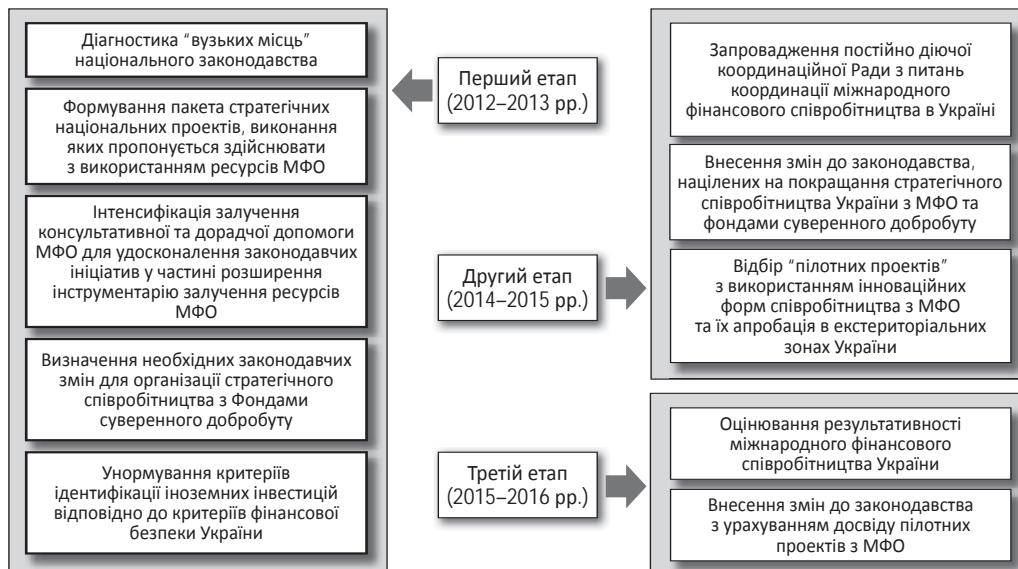 Діагностика “вузьких місць”
національного законодавства
Формування пакета стратегічних
національних проектів, виконання
яких пропонується здійснювати
з використанням ресурсів МФО
Інтенсифікація залучення
консультативної та дорадчої допомоги
МФО для удосконалення законодавчих
ініціатив у частині розширення
інструментарію залучення ресурсів
МФО
Визначення необхідних законодавчих
змін для організації стратегічного
співробітництва з Фондами
суверенного добробуту
Унормування критеріїв
ідентифікації іноземних інвестицій
відповідно до критеріїв фінансової
безпеки України
Перший етап
(2012–2013 рр.)
Другий етап
(2014–2015 рр.)
Третій етап
(2015–2016 рр.)
Запровадження постійно діючої
координаційної Ради з питань
координації міжнародного
фінансового співробітництва в Україні
Внесення змін до законодавства,
націлених на покращання стратегічного
співробітництва України з МФО та
фондами суверенного добробуту
Відбір “пілотних проектів”
з використанням інноваційних
форм співробітництва з МФО
та їх апробація в екстериторіальних
зонах України
Оцінювання результативності
міжнародного фінансового
співробітництва України
Внесення змін до законодавства
з урахуванням досвіду пілотних
проектів з МФО